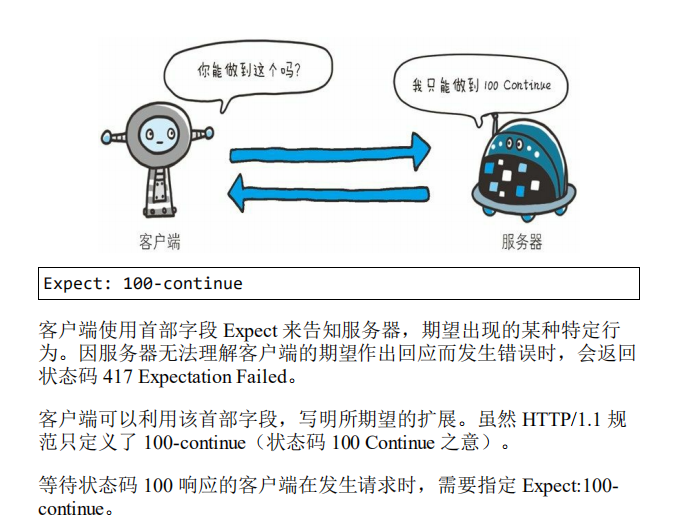 你能做到这个吗?
我只能做到 100 Continue
客户端
服务器
Expect: 100-continue
客户端使用首部字段 Expect 来告知服务器，期望出现的某种特定行
为。因服务器无法理解客户端的期望作出回应而发生错误时，会返回
状态码 417 Expectation Failed。
客户端可以利用该首部字段，写明所期望的扩展。虽然 HTTP/1.1 规
范只定义了 100-continue（状态码 100 Continue 之意）。
等待状态码 100 响应的客户端在发生请求时，需要指定 Expect:100-
continue。